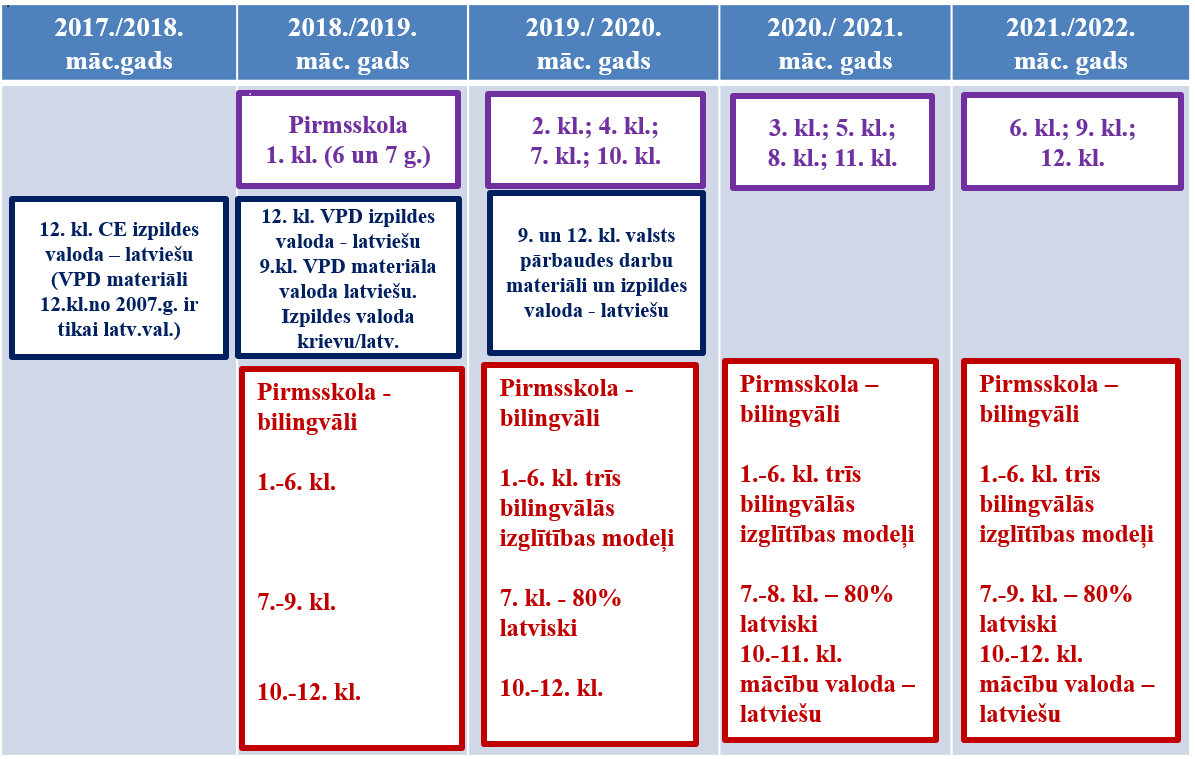 2017./2018.
māc.gads
2018./2019.
māc. gads
2019./ 2020.
māc. gads
2020./ 2021.
māc. gads
2021./2022.
māc. gads
Pirmsskola
1. kl. (6 un 7 g.)
2. kl.; 4. kl.;
7. kl.; 10. kl.
3. kl.; 5. kl.;
8. kl.; 11. kl.
6. kl.; 9. kl.;
12. kl.
12. kl. CE izpildes
valoda – latviešu
(VPD materiāli
12.kl.no 2007.g. ir
tikai latv.val.)
12. kl. VPD izpildes
valoda - latviešu
9.kl. VPD materiāla
valoda latviešu.
Izpildes valoda
krievu/latv.
9. un 12. kl. valsts
pārbaudes darbu
materiāli un izpildes
valoda - latviešu
Pirmsskola -
bilingvāli
1.-6. kl.
7.-9. kl.
10.-12. kl.
Pirmsskola -
bilingvāli
1.-6. kl. trīs
bilingvālās
izglītības modeļi
7. kl. - 80%
latviski
10.-12. kl.
Pirmsskola –
bilingvāli
1.-6. kl. trīs
bilingvālās
izglītības modeļi
7.-8. kl. – 80%
latviski
10.-11. kl.
mācību valoda –
latviešu
Pirmsskola –
bilingvāli
1.-6. kl. trīs
bilingvālās
izglītības modeļi
7.-9. kl. – 80%
latviski
10.-12. kl.
mācību valoda –
latviešu